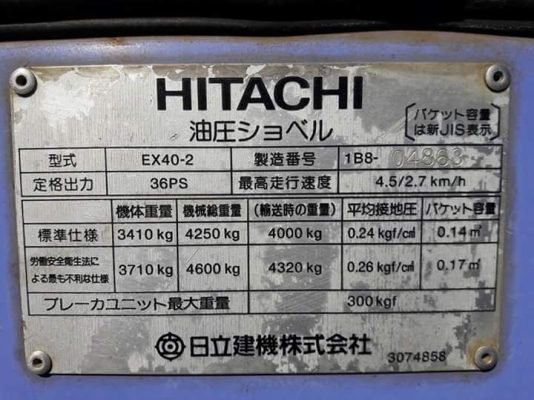 HITACHI
油圧ショベル
(バケット容量
は新JIS表示)
型式 EX40-2 製造番号 1B8-04863
定格出力 36PS 最高走行速度 4.5/2.7 km/h
機体重量 機械総重量 (輸送時の重量) 平均接地圧 バケット容量
標準仕様 3410 kg 4250 kg 4000 kg 0.24 kgf/c㎡ 0.14㎥
労働安全衛生法に
よる最も不利な仕様 3710 kg 4600 kg 4320 kg 0.26 kgf/c㎡ 0.17㎥
ブレーカユニット最大重量 300kgf
日立建機株式会社
3074858